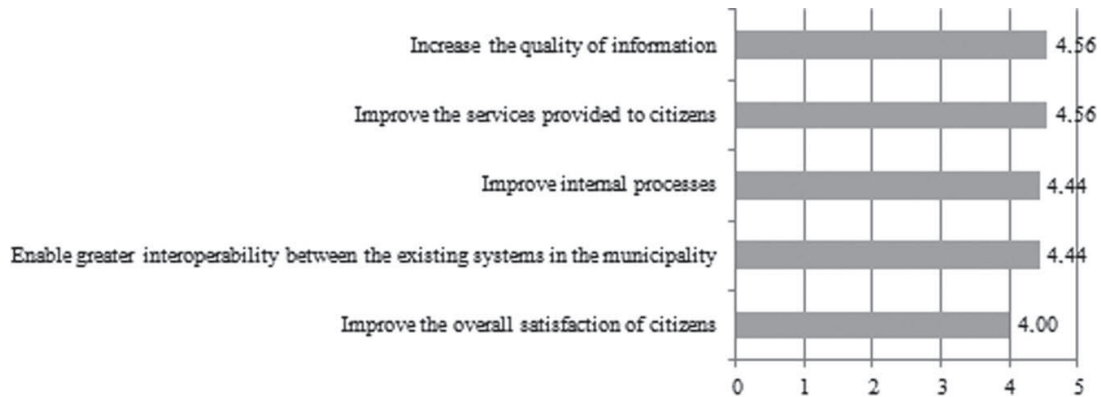 Increase the quality of information 4.56
Improve the services provided to citizens 4.56
Improve internal processes 4.44
Enable greater interoperability between the existing systems in the municipality 4.44
Improve the overall satisfaction of citizens 4.00
0 1 2 3 4 5